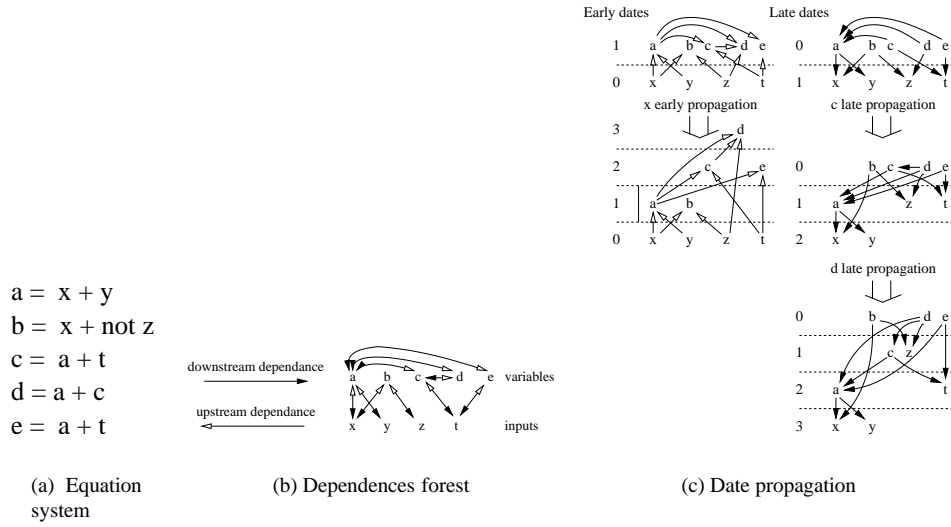 Early dates
Late dates
1 a b c d e
0 a b c d e
0 x y z t
1 x y z t
x early propagation
c late propagation
3 d
2 c e
0 b c d e
1 a b
1 a z t
0 x y z t
2 x y
d late propagation
0 b d e
1 c z
2 a t
3 x y
a = x + y
b = x + not z
c = a + t
d = a + c
e = a + t
downstream dependance
upstream dependance
a b c d e variables
x y z t inputs
(a) Equation
system
(b) Dependences forest
(c) Date propagation